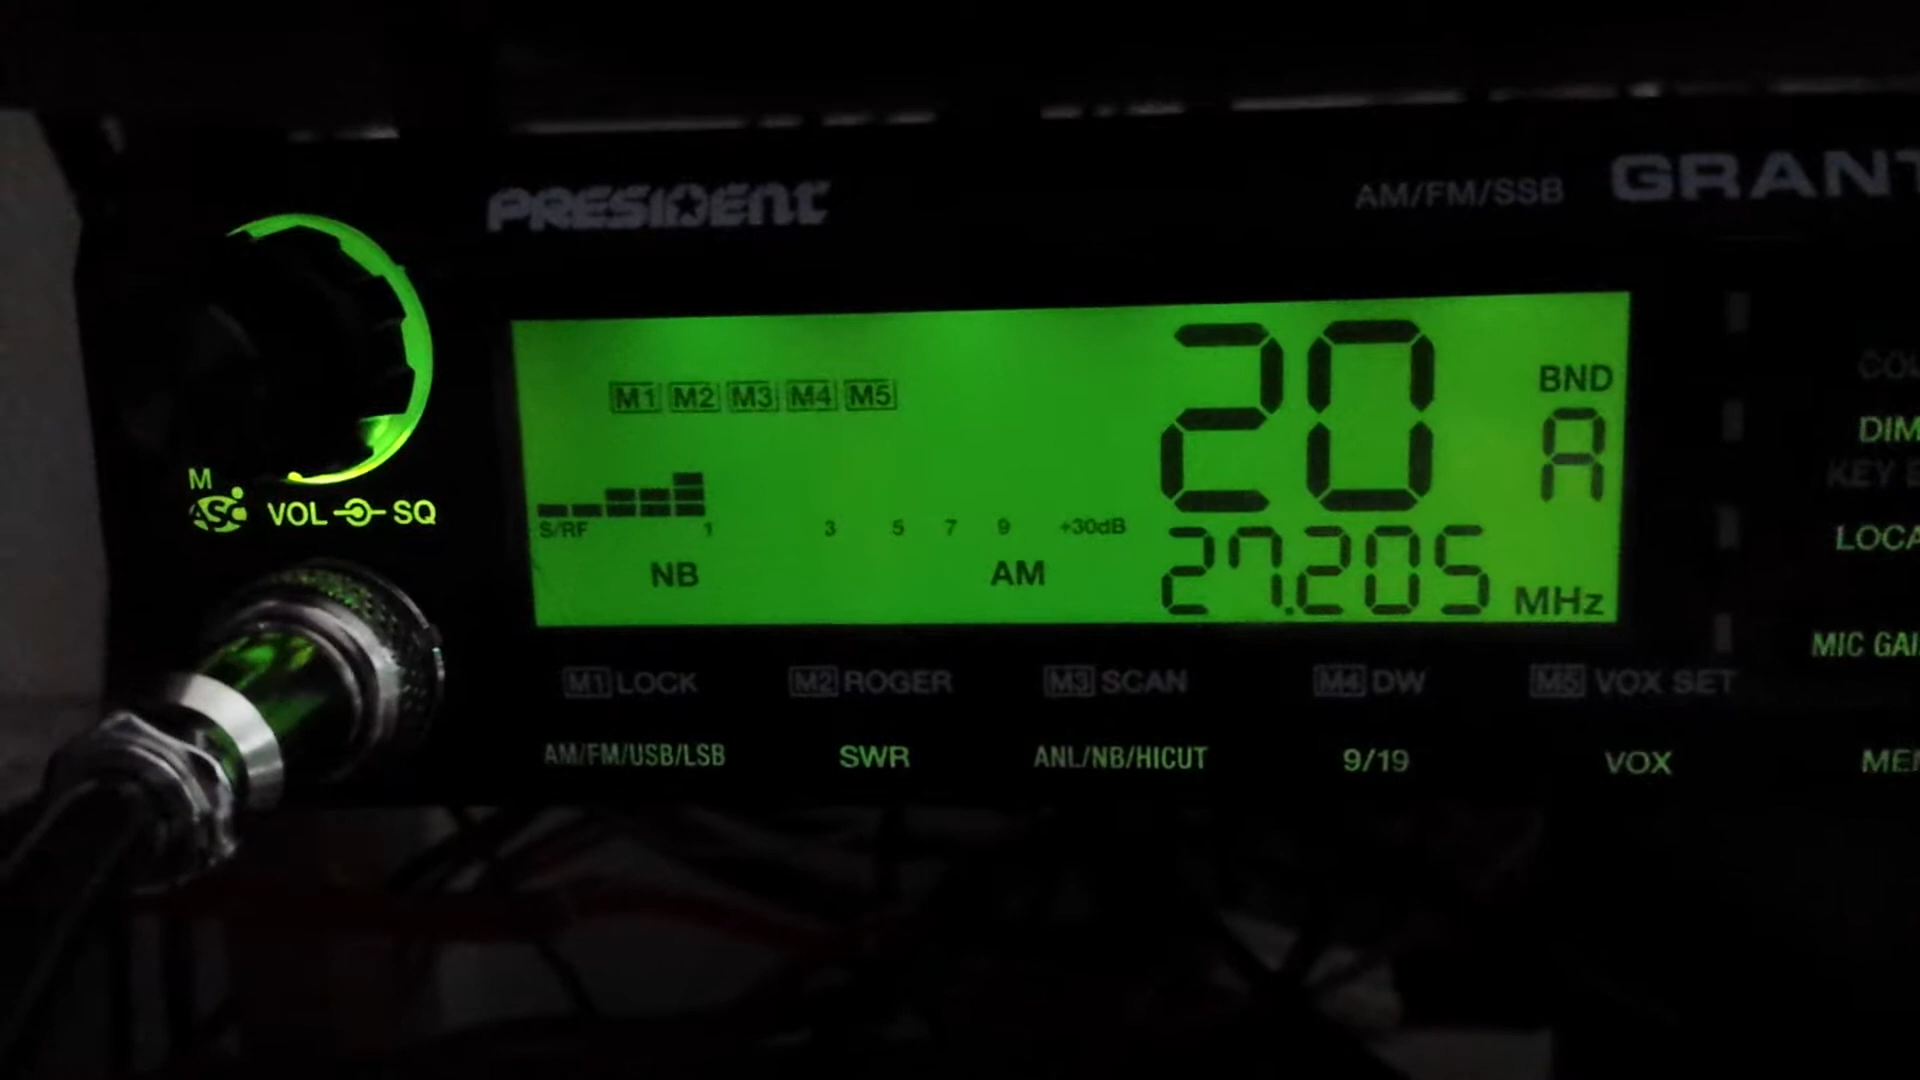 PRESIDENT
AM/FM/SSB GRANT
M1 M2 M3 M4 M5
20
BND
A
S/RF 1 3 5 7 9 +30dB
NB AM
27.205 MHz
M
ASC VOL SQ
DIM
KEY
LOCA
MIC GAI
M1 LOCK M2 ROGER M3 SCAN M4 DW M5 VOX SET
AM/FM/USB/LSB SWR ANL/NB/HICUT 9/19 VOX